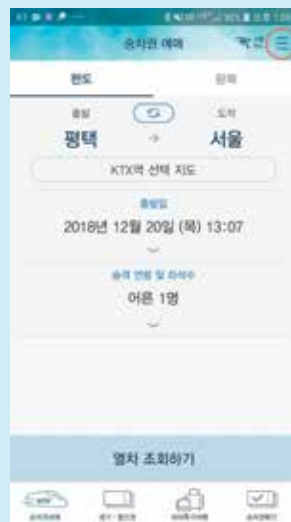 승차권 예매
편도
왕복
출발
도착
평택 → 서울
KTX역 선택 지도
출발일
2018년 12월 20일 (목) 13:07
승객 연령 및 좌석수
어른 1명
열차 조회하기